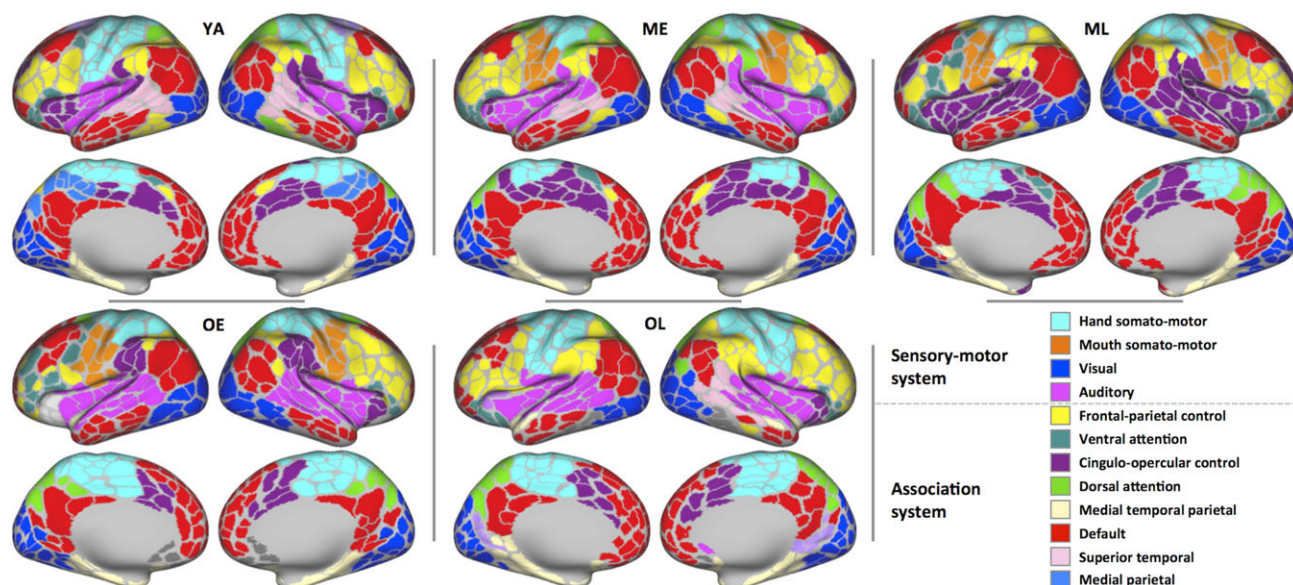 YA
ME
ML
OE
OL
Sensory-motor
system
Association
system
Hand somato-motor
Mouth somato-motor
Visual
Auditory
Frontal-parietal control
Ventral attention
Cingulo-opercular control
Dorsal attention
Medial temporal parietal
Default
Superior temporal
Medial parietal